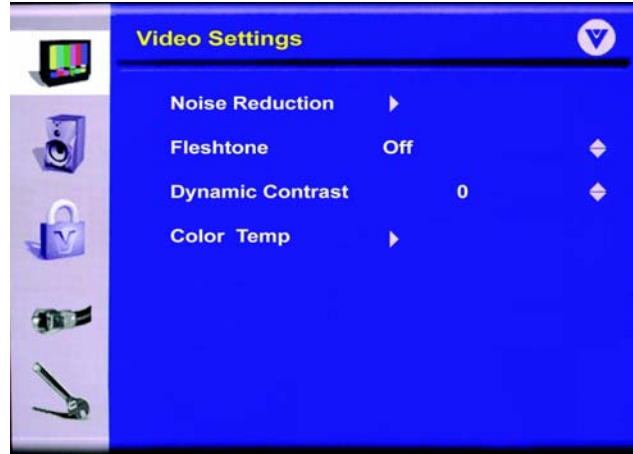 Video Settings
Noise Reduction
Fleshtone Off
Dynamic Contrast 0
Color Temp